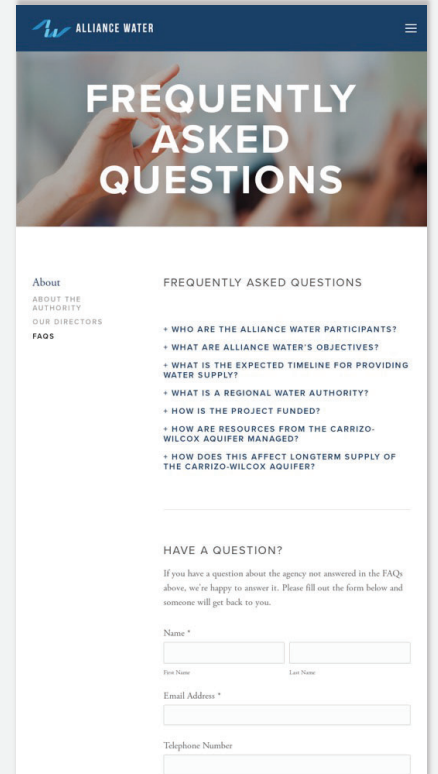 ALLIANCE WATER
FREQUENTLY
ASKED
QUESTIONS
About
ABOUT THE
AUTHORITY
OUR DIRECTORS
FAQS
FREQUENTLY ASKED QUESTIONS
+ WHO ARE THE ALLIANCE WATER PARTICIPANTS?
+ WHAT ARE ALLIANCE WATER'S OBJECTIVES?
+ WHAT IS THE EXPECTED TIMELINE FOR PROVIDING
WATER SUPPLY?
+ WHAT IS A REGIONAL WATER AUTHORITY?
+ HOW IS THE PROJECT FUNDED?
+ HOW ARE RESOURCES FROM THE CARRIZO-
WILCOX AQUIFER MANAGED?
+ HOW DOES THIS AFFECT LONGTERM SUPPLY OF
THE CARRIZO-WILCOX AQUIFER?
HAVE A QUESTION?
If you have a question about the agency not answered in the FAQs
above, we're happy to answer it. Please fill out the form below and
someone will get back to you.
Name *
First Name
Last Name
Email Address *
Telephone Number